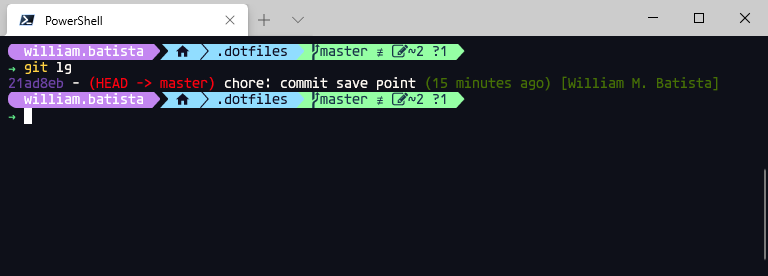 PowerShell
william.batista .dotfiles master ≢ ~2 ?1
→ git lg
21ad8eb - (HEAD -> master) chore: commit save point (15 minutes ago) [William M. Batista]
william.batista .dotfiles master ≢ ~2 ?1
→